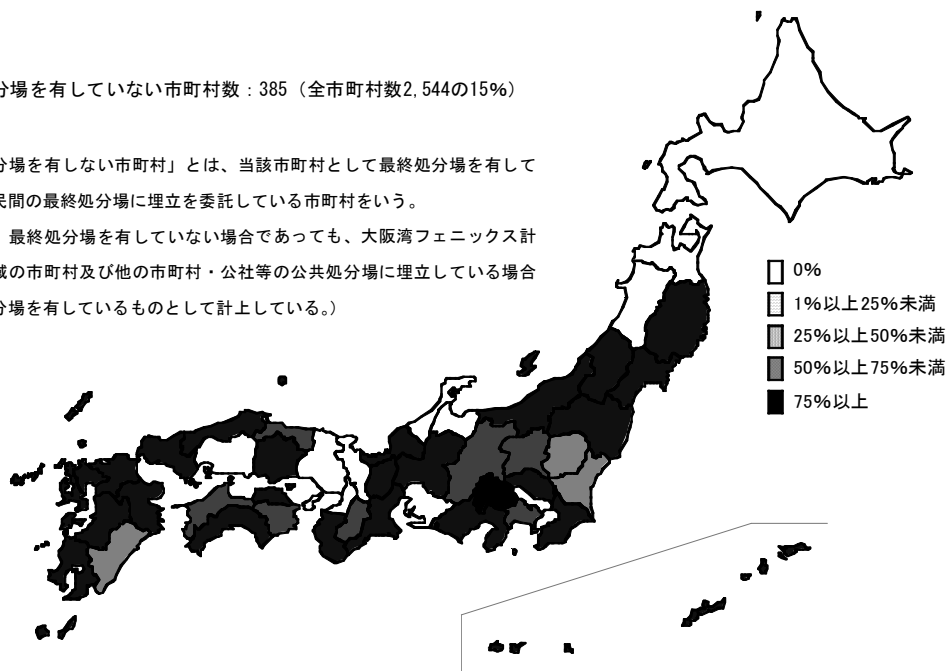 分場を有していない市町村数：385（全市町村数2,544の15%）
分場を有しない市町村」とは、当該市町村として最終処分場を有して
民間の最終処分場に埋立を委託している市町村をいう。
最終処分場を有していない場合であっても、大阪湾フェニックス計
域の市町村及び他の市町村・公社等の公共処分場に埋立している場合
分場を有しているものとして計上している。）
0%
1%以上25%未満
25%以上50%未満
50%以上75%未満
75%以上